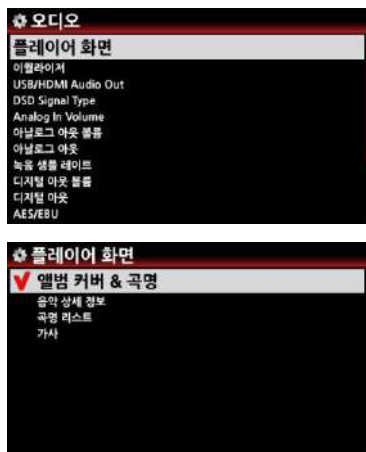 오디오
플레이어 화면
이퀄라이저
USB/HDMI Audio Out
DSD Signal Type
Analog In Volume
아날로그 아웃 볼륨
아날로그 아웃
녹음 샘플 레이트
디지털 아웃 볼륨
디지털 아웃
AES/EBU
플레이어 화면
앨범 커버 & 곡명
음악 상세 정보
곡명 리스트
가사